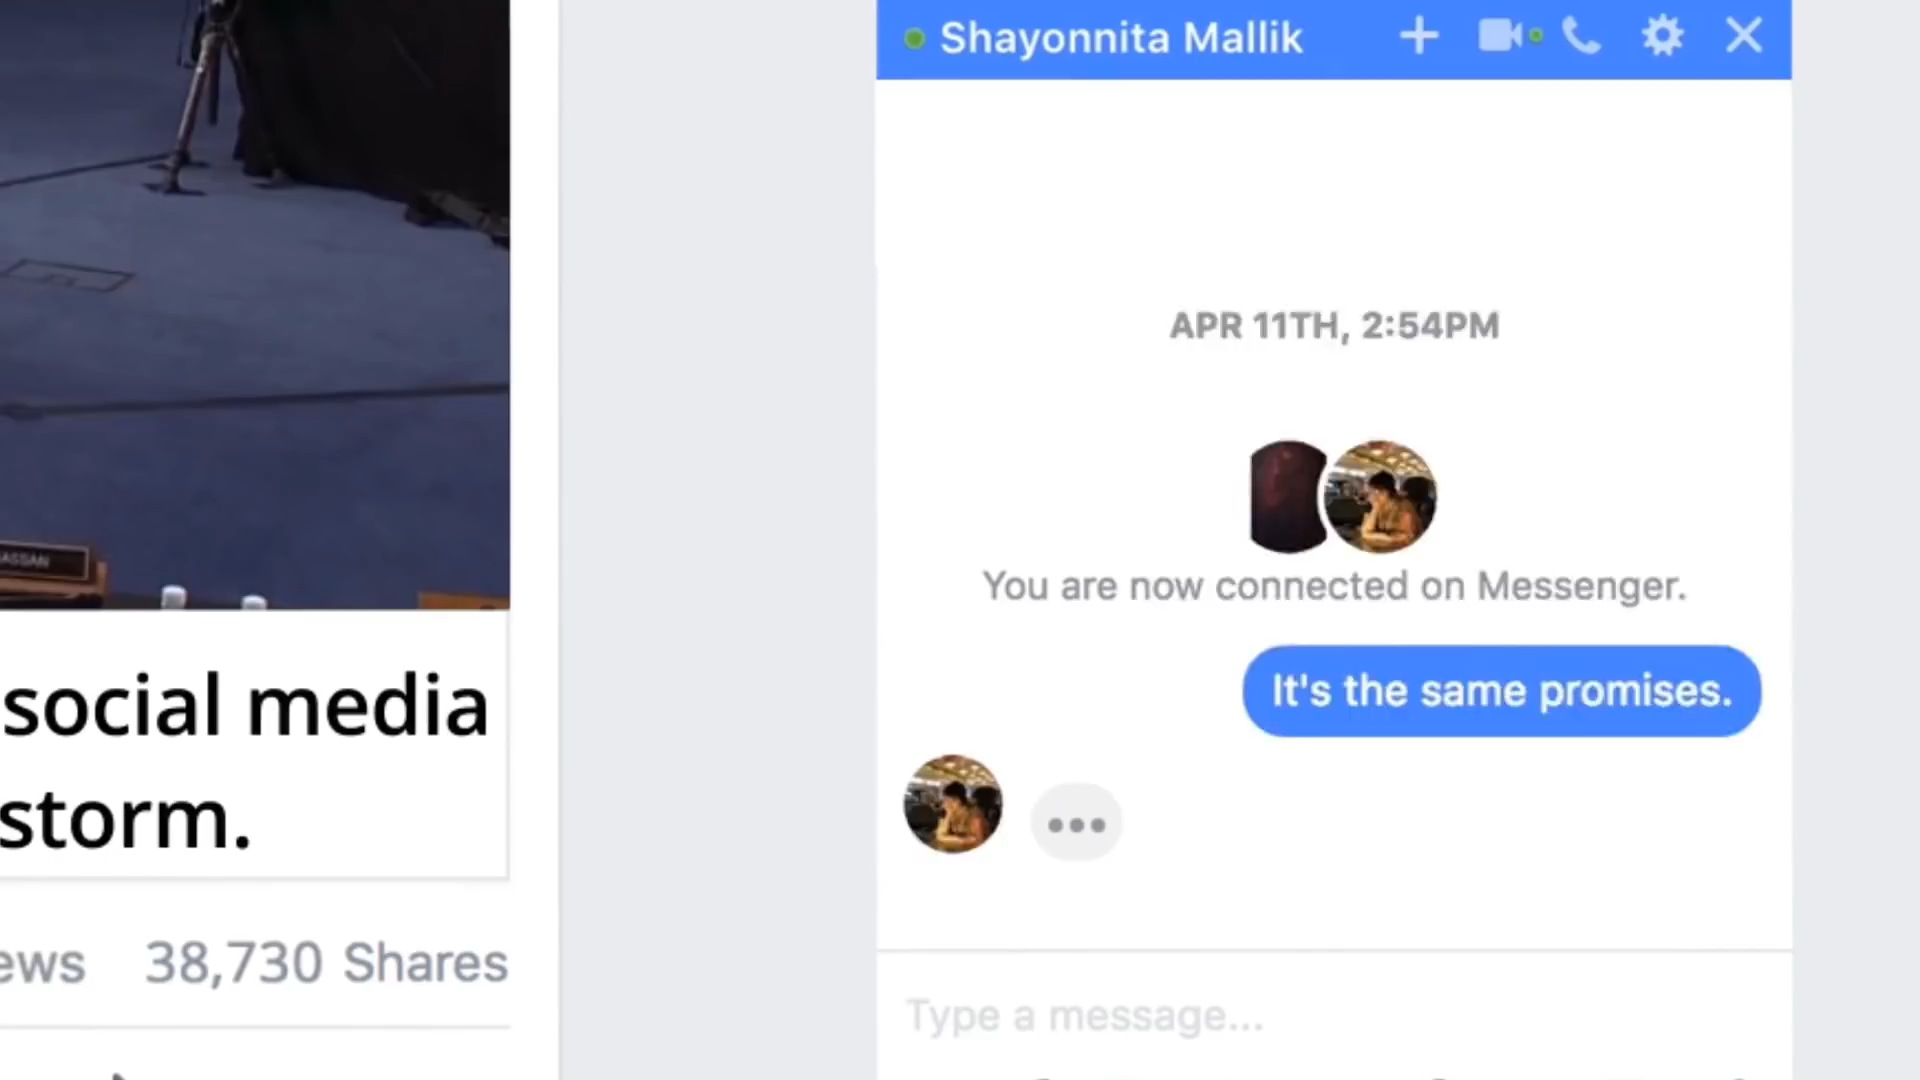 Shayonnita Mallik
APR 11TH, 2:54PM
You are now connected on Messenger.
It's the same promises.
Type a message...
ASSAN
social media
storm.
ews 38,730 Shares